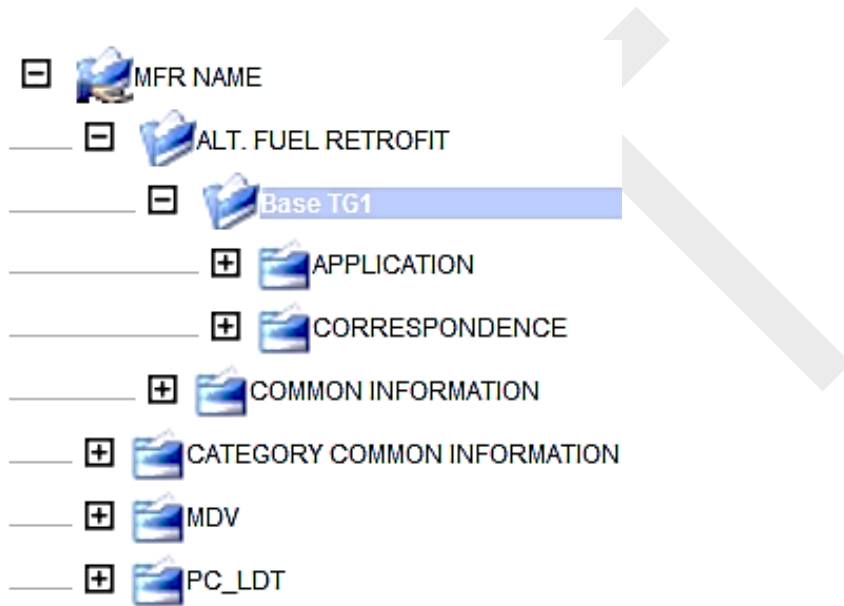 MFR NAME
ALT. FUEL RETROFIT
Base TG1
APPLICATION
CORRESPONDENCE
COMMON INFORMATION
CATEGORY COMMON INFORMATION
MDV
PC_LDT